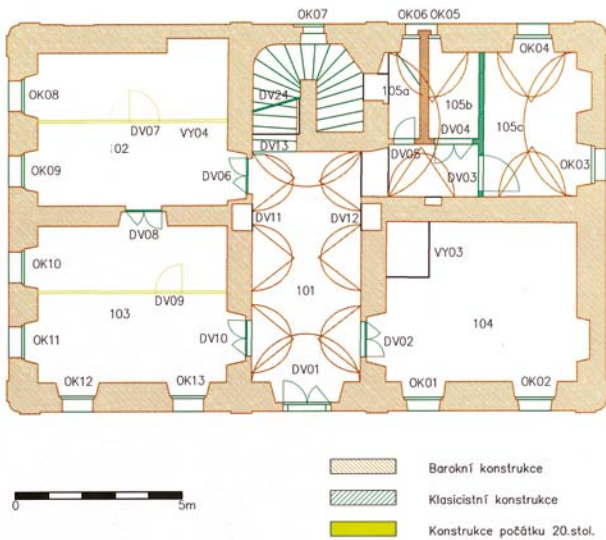 OK07
OK06 OK05
OK04
OK08
DV24
105a
105b
105c
DV07
VY04
02
DV13
DV04
DV05
OK09
DV06
DV03
OK03
DV11
DV12
DV08
OK10
VY03
101
DV09
103
104
OK11
DV10
DV02
DV01
OK12
OK13
OK01
OK02
Barokní konstrukce
Klasicistní konstrukce
0
5m
Konstrukce počátku 20.stol.